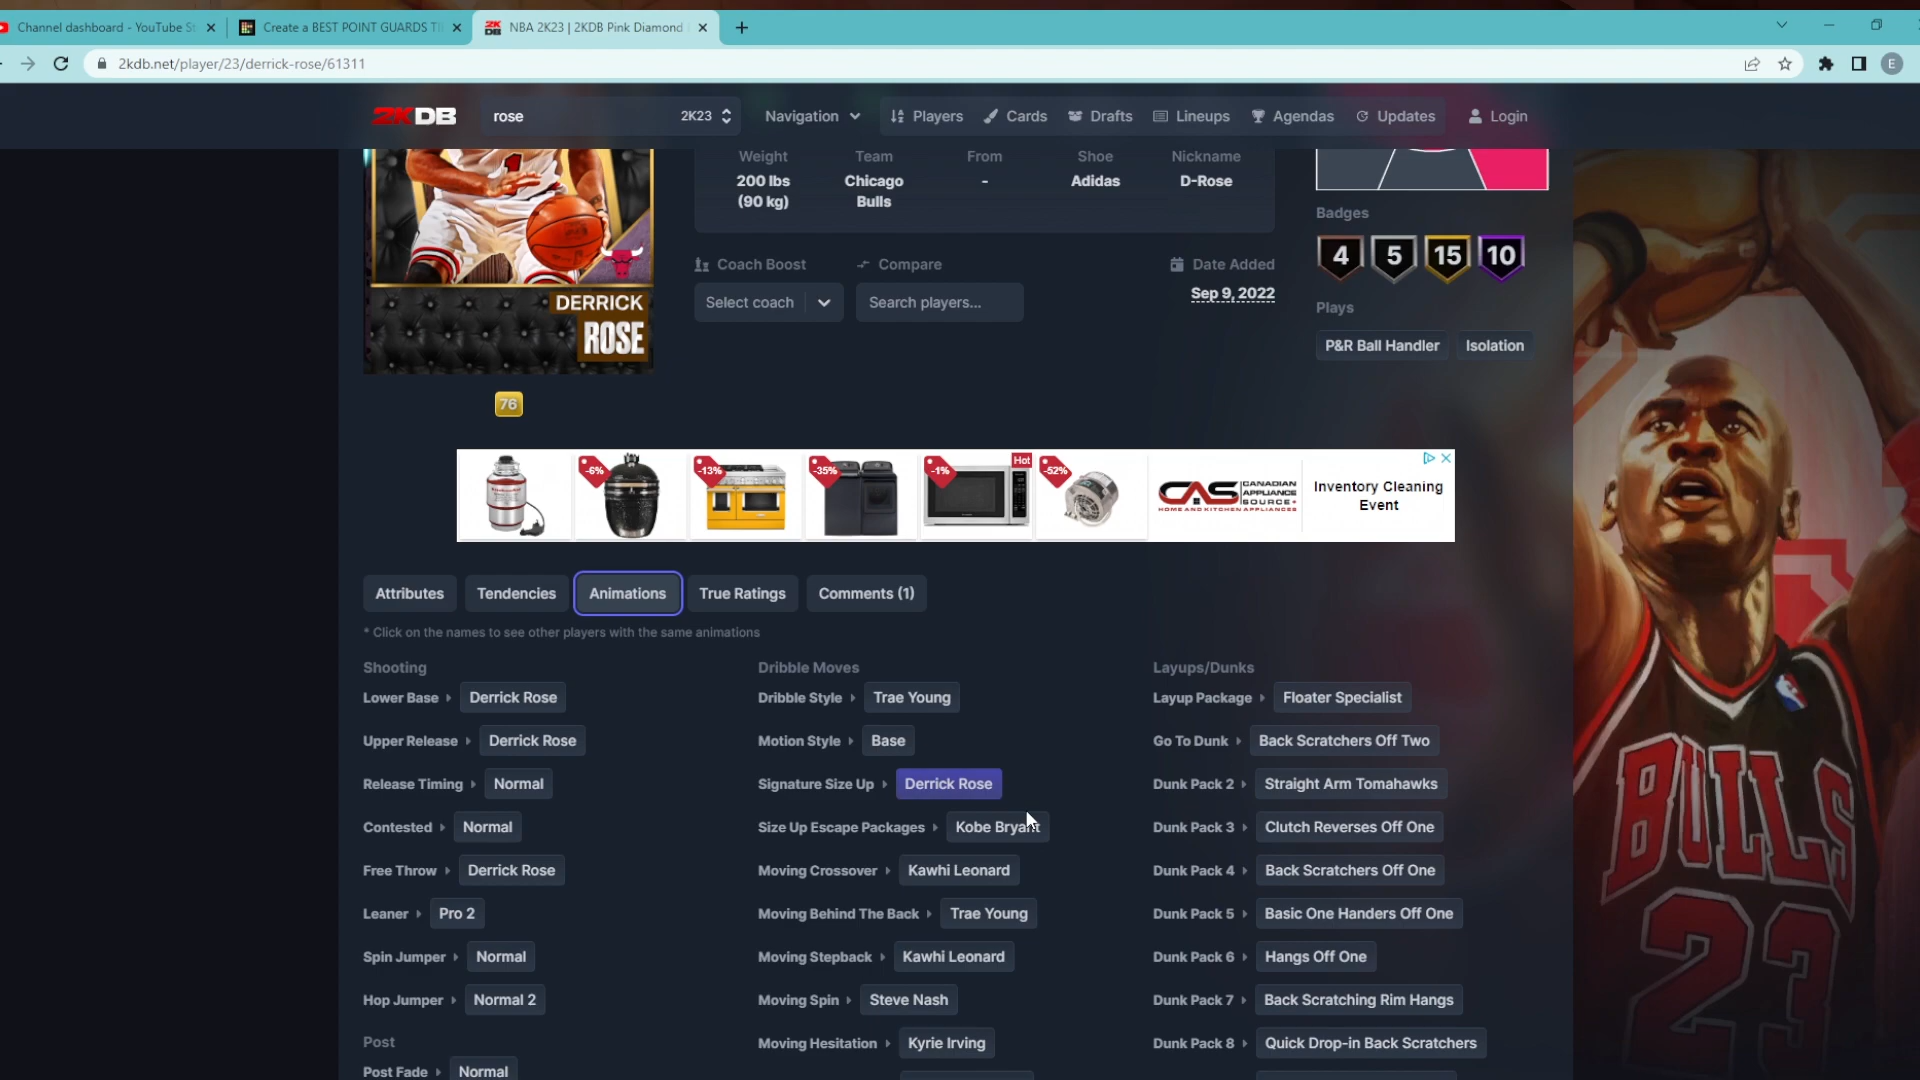 Channel dashboard - YouTube St
Create a BEST POINT GUARDS TI
NBA 2K23 | 2KDB Pink Diamond
2kdb.net/player/23/derrick-rose/61311
E
2KDB
rose
2K23
Navigation
Players
Cards
Drafts
Lineups
Agendas
Updates
Login
Weight
200 lbs
(90 kg)
Team
Chicago
Bulls
From
-
Shoe
Adidas
Nickname
D-Rose
1
DERRICK
ROSE
76
Coach Boost
Select coach
Compare
Search players...
Date Added
Sep 9, 2022
Badges
4 5 15 10
Plays
P&R Ball Handler
Isolation
-6%
-13%
-35%
-1%
Hot
-52%
CAS CANADIAN
APPLIANCE
SOURCE+
HOME AND KITCHEN APPLIANCES
Inventory Cleaning
Event
Attributes
Tendencies
Animations
True Ratings
Comments (1)
* Click on the names to see other players with the same animations
Shooting
Lower Base Derrick Rose
Upper Release Derrick Rose
Release Timing Normal
Contested Normal
Free Throw Derrick Rose
Leaner Pro 2
Spin Jumper Normal
Hop Jumper Normal 2
Post
Post Fade Normal
Dribble Moves
Dribble Style Trae Young
Motion Style Base
Signature Size Up Derrick Rose
Size Up Escape Packages Kobe Bryant
Moving Crossover Kawhi Leonard
Moving Behind The Back Trae Young
Moving Stepback Kawhi Leonard
Moving Spin Steve Nash
Moving Hesitation Kyrie Irving
Layups/Dunks
Layup Package Floater Specialist
Go To Dunk Back Scratchers Off Two
Dunk Pack 2 Straight Arm Tomahawks
Dunk Pack 3 Clutch Reverses Off One
Dunk Pack 4 Back Scratchers Off One
Dunk Pack 5 Basic One Handers Off One
Dunk Pack 6 Hangs Off One
Dunk Pack 7 Back Scratching Rim Hangs
Dunk Pack 8 Quick Drop-in Back Scratchers
BULLS
23